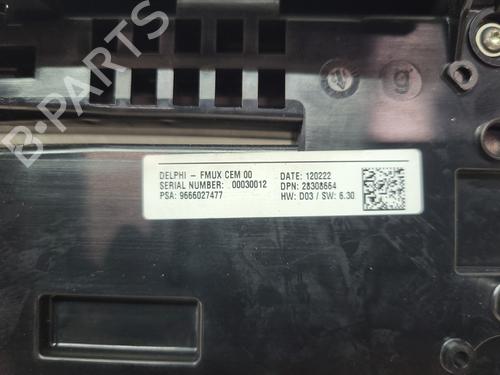 B-PARTS
DELPHI - FMUX CEM 00
SERIAL NUMBER: 00030012
PSA: 9666027477
DATE: 120222
DPN: 28308664
HW: D03 / SW: 6.30